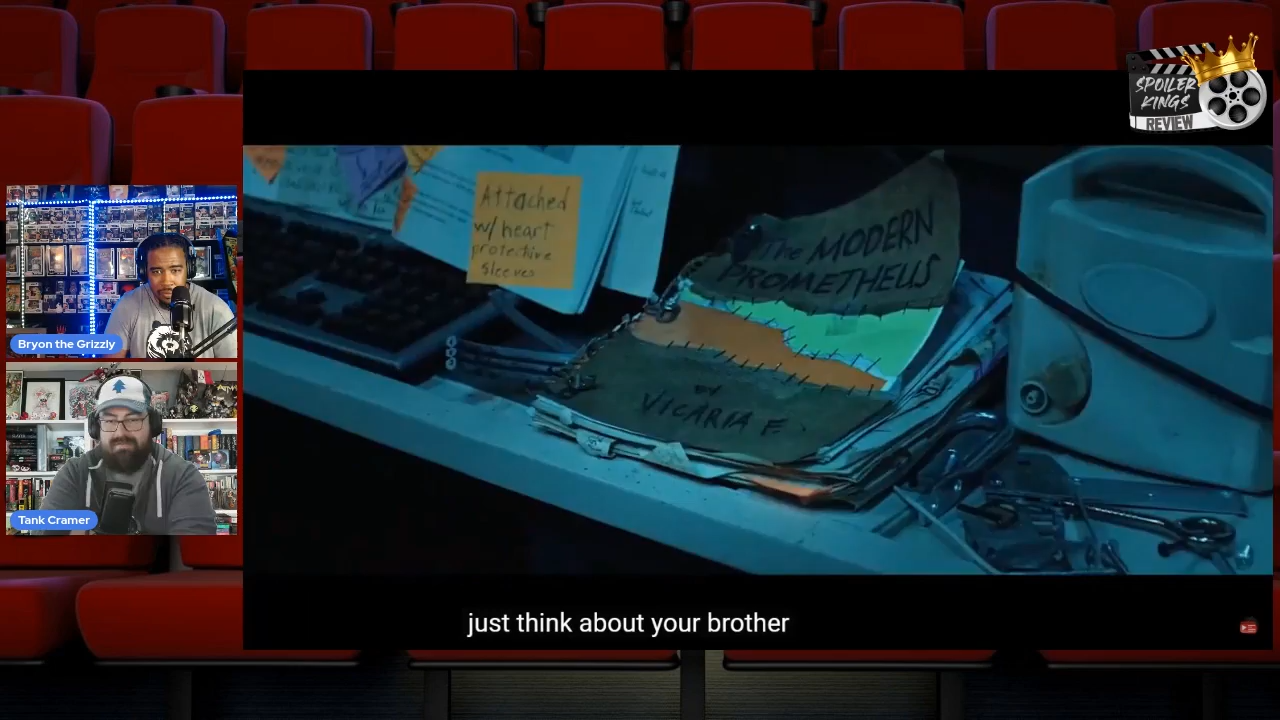 SPOILER
KINGS
REVIEW
Attached
w/ heart
protective
Sleeves
The MODERN
PROMETHEUS
BY
VICARIA F.
Bryon the Grizzly
Tank Cramer
just think about your brother